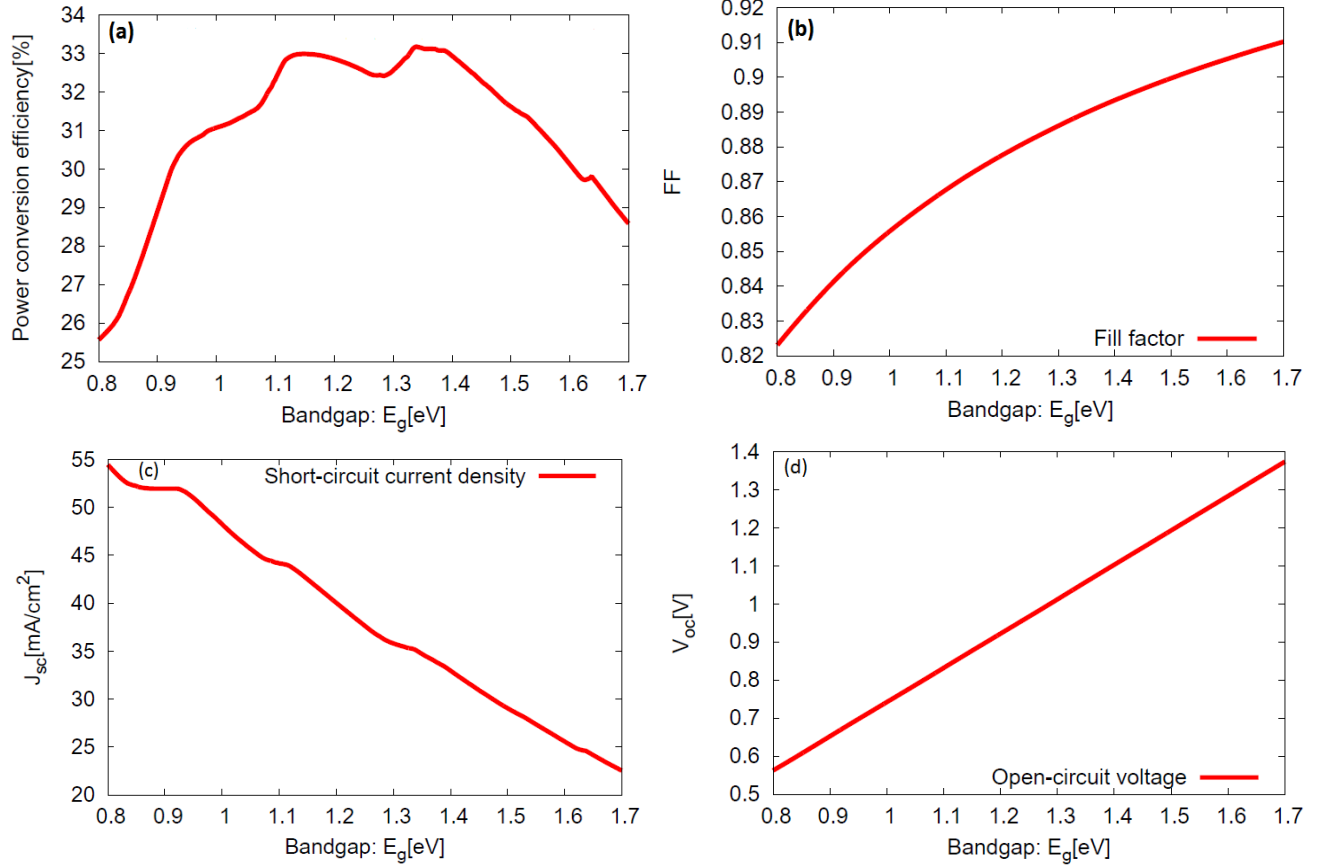 (a)
Power conversion efficiency[%]
34
33
32
31
30
29
28
27
26
25
0.8 0.9 1 1.1 1.2 1.3 1.4 1.5 1.6 1.7
Bandgap: E_g[eV]
(b)
FF
0.92
0.91
0.9
0.89
0.88
0.87
0.86
0.85
0.84
0.83
0.82
Fill factor
0.8 0.9 1 1.1 1.2 1.3 1.4 1.5 1.6 1.7
Bandgap: E_g[eV]
(c)
Short-circuit current density
J_sc[mA/cm²]
55
50
45
40
35
30
25
20
0.8 0.9 1 1.1 1.2 1.3 1.4 1.5 1.6 1.7
Bandgap: E_g[eV]
(d)
V_oc[V]
1.4
1.3
1.2
1.1
1
0.9
0.8
0.7
0.6
0.5
Open-circuit voltage
0.8 0.9 1 1.1 1.2 1.3 1.4 1.5 1.6 1.7
Bandgap: E_g[eV]